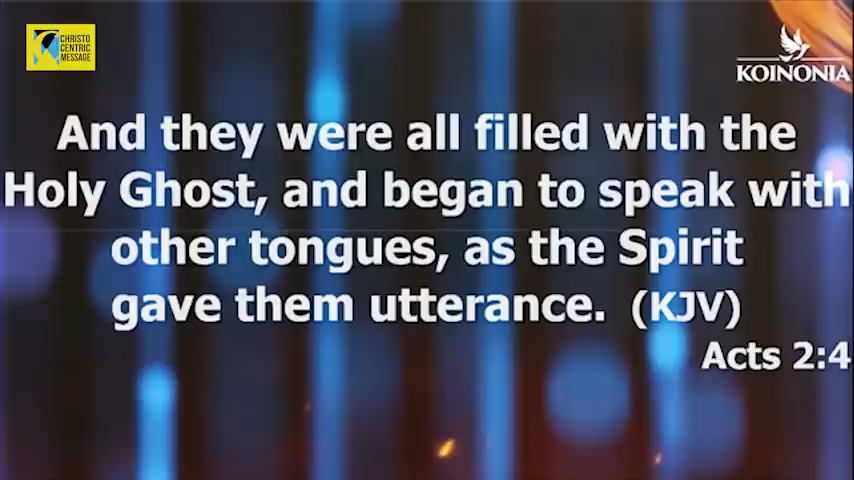 CHRISTO
CENTRIC
MESSAGE
KOINONIA
And they were all filled with the
Holy Ghost, and began to speak with
other tongues, as the Spirit
gave them utterance. (KJV)
Acts 2:4